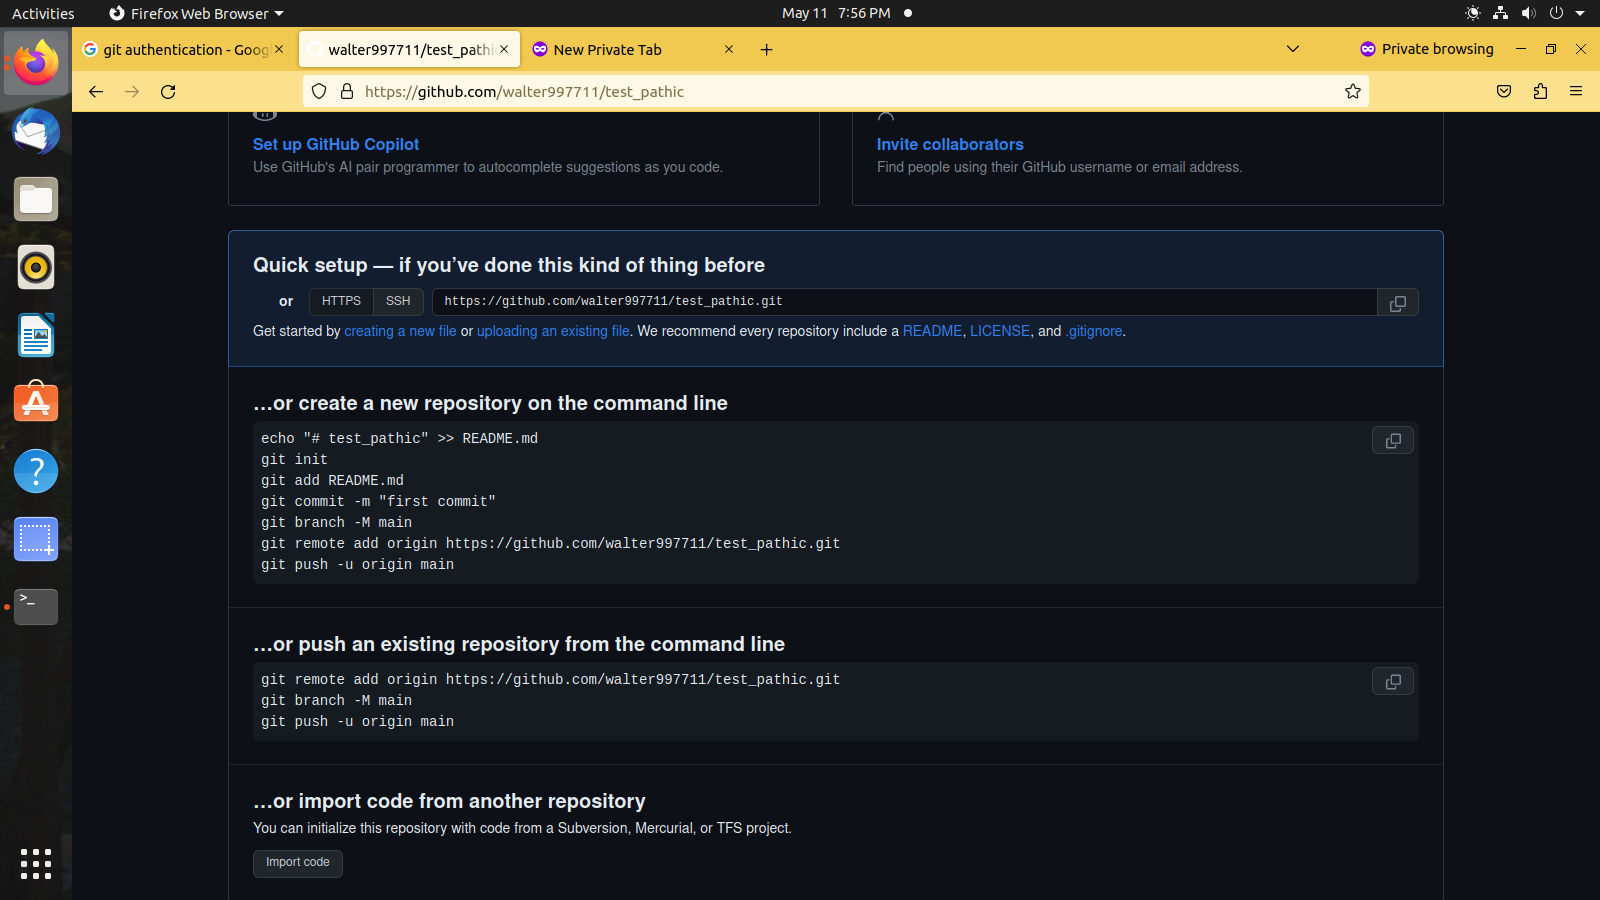 Activities
Firefox Web Browser
May 11 7:56 PM
git authentication - Goog
walter997711/test_pathic
New Private Tab
Private browsing
https://github.com/walter997711/test_pathic
Set up GitHub Copilot
Use GitHub's AI pair programmer to autocomplete suggestions as you code.
Invite collaborators
Find people using their GitHub username or email address.
Quick setup — if you’ve done this kind of thing before
or HTTPS SSH https://github.com/walter997711/test_pathic.git
Get started by creating a new file or uploading an existing file. We recommend every repository include a README, LICENSE, and .gitignore.
…or create a new repository on the command line
echo "# test_pathic" >> README.md
git init
git add README.md
git commit -m "first commit"
git branch -M main
git remote add origin https://github.com/walter997711/test_pathic.git
git push -u origin main
…or push an existing repository from the command line
git remote add origin https://github.com/walter997711/test_pathic.git
git branch -M main
git push -u origin main
…or import code from another repository
You can initialize this repository with code from a Subversion, Mercurial, or TFS project.
Import code